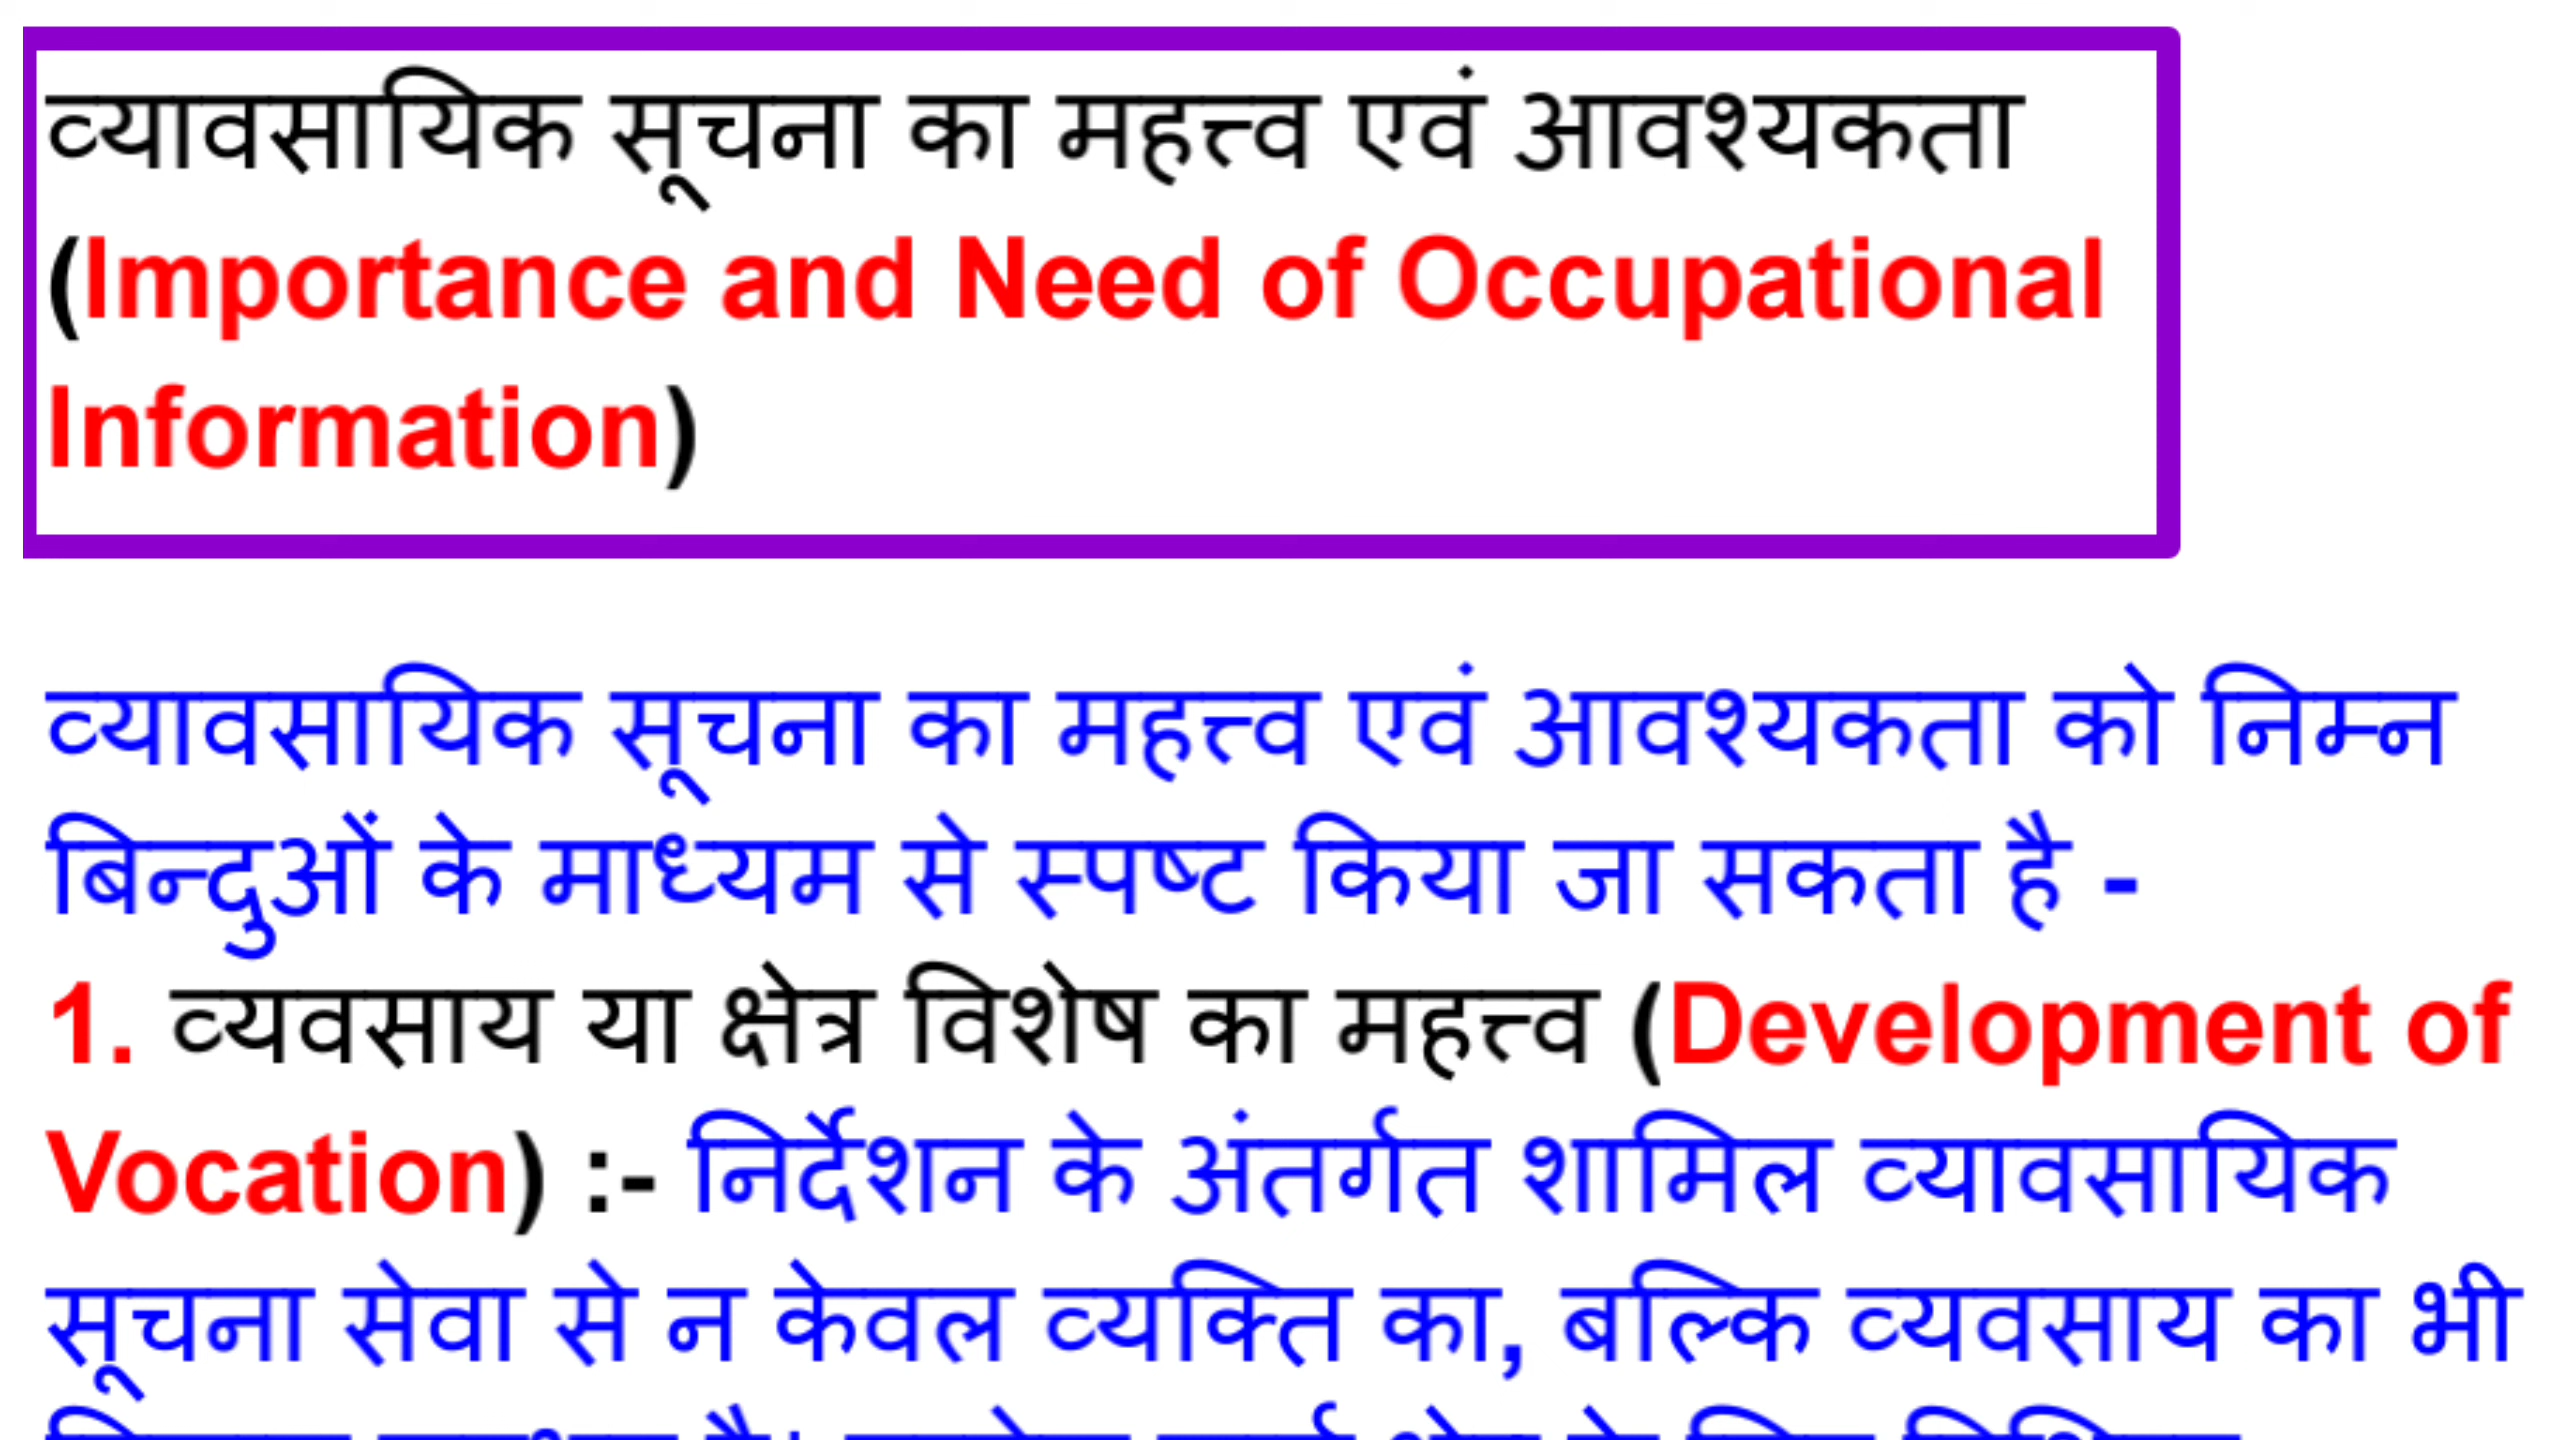 व्यावसायिक सूचना का महत्त्व एवं आवश्यकता
(Importance and Need of Occupational
Information)
व्यावसायिक सूचना का महत्त्व एवं आवश्यकता को निम्न
बिन्दुओं के माध्यम से स्पष्ट किया जा सकता है -
1. व्यवसाय या क्षेत्र विशेष का महत्त्व (Development of
Vocation) :- निर्देशन के अंतर्गत शामिल व्यावसायिक
सूचना सेवा से न केवल व्यक्ति का, बल्कि व्यवसाय का भी